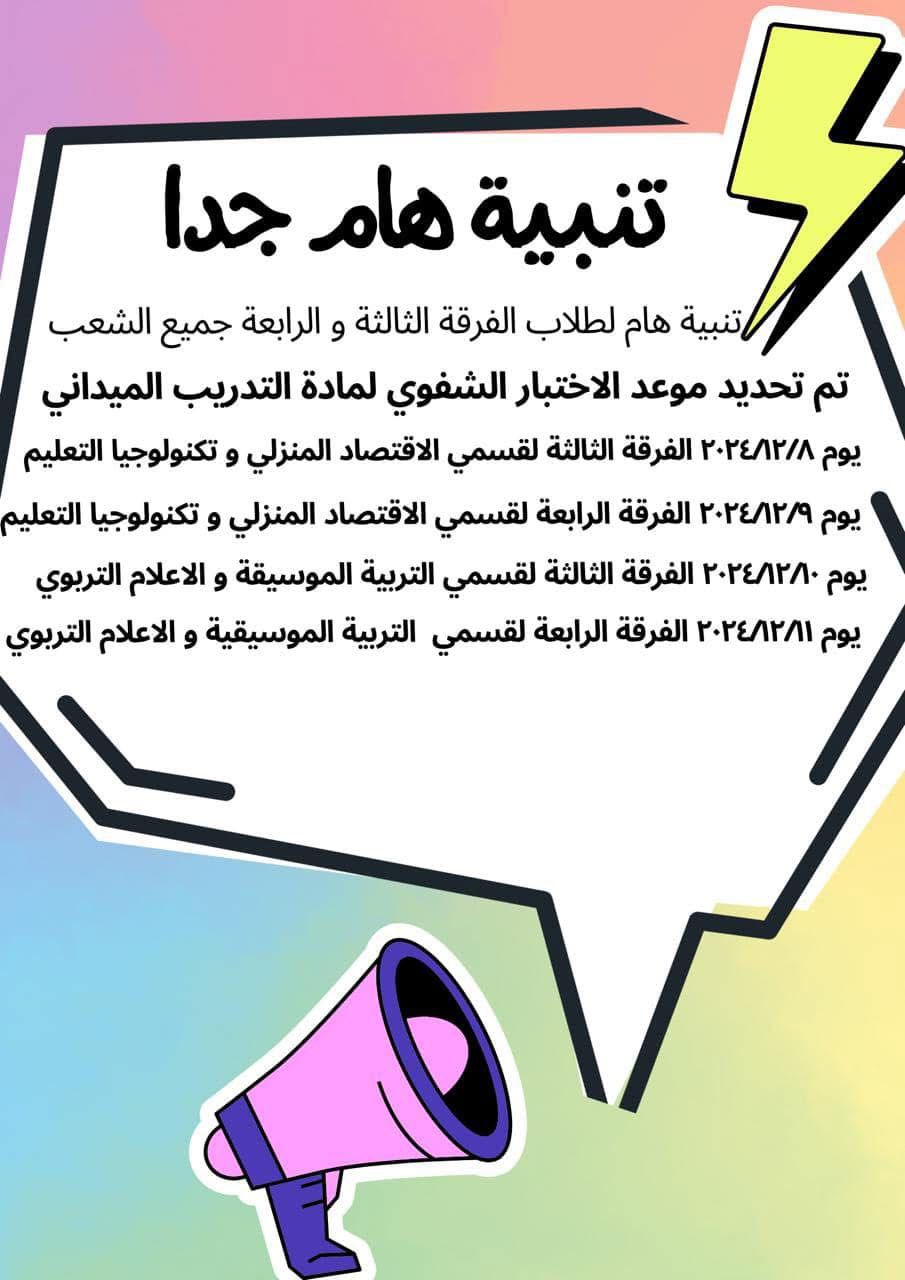 تنبية هام جدا
تنبية هام لطلاب الفرقة الثالثة و الرابعة جميع الشعب
تم تحديد موعد الاختبار الشفوي لمادة التدريب الميداني
يوم ٢٠٢٤/١٢/٨ الفرقة الثالثة لقسمي الاقتصاد المنزلي و تكنولوجيا التعليم
يوم ٢٠٢٤/١٢/٩ الفرقة الرابعة لقسمي الاقتصاد المنزلي و تكنولوجيا التعليم
يوم ٢٠٢٤/١٢/١٠ الفرقة الثالثة لقسمي التربية الموسيقة و الاعلام التربوي
يوم ٢٠٢٤/١٢/١١ الفرقة الرابعة لقسمي التربية الموسيقية و الاعلام التربوي